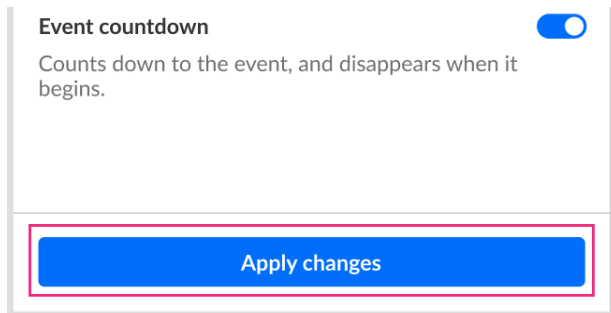 Event countdown
Counts down to the event, and disappears when it
begins.
Apply changes